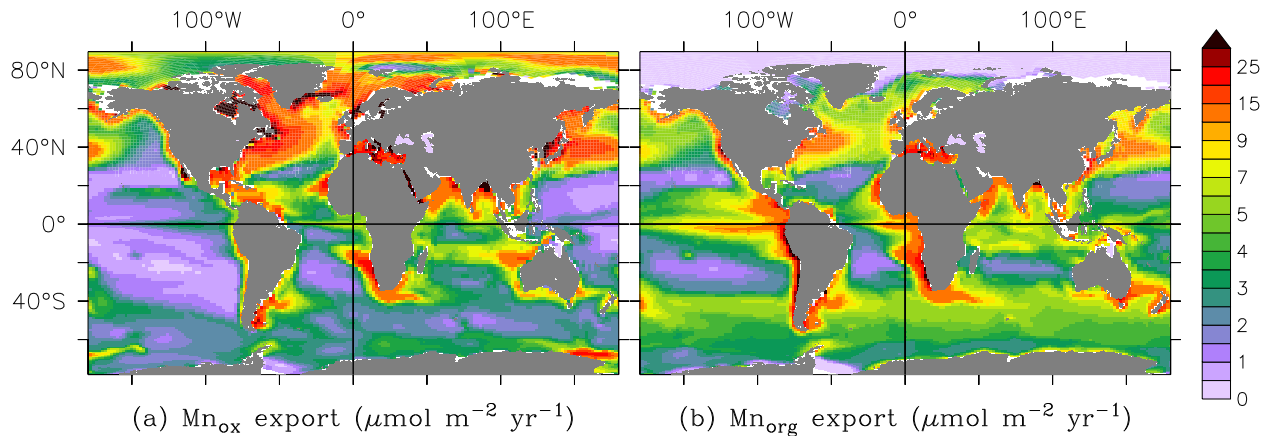 100°W 0° 100°E 100°W 0° 100°E
80°N
40°N
0°
40°S
25
15
9
7
5
4
3
2
1
0
(a) Mnox export (μmol m⁻² yr⁻¹) (b) Mnorg export (μmol m⁻² yr⁻¹)